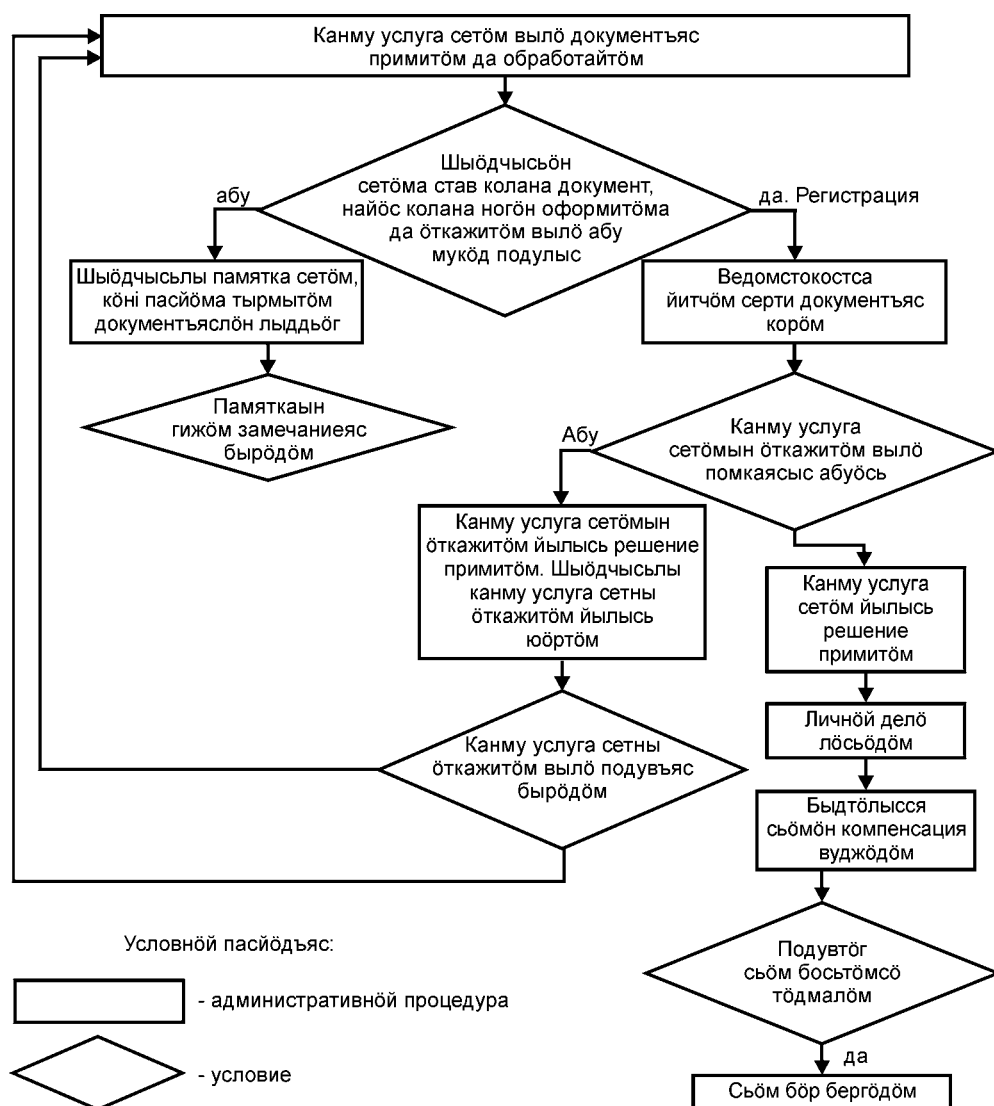 Канму услуга сетӧм вылӧ документъяс
примитӧм да обработайтӧм
Шыӧдчысьӧн
сетӧма став колана документ,
найӧс колана ногӧн оформитӧма
да ӧткажитӧм вылӧ абу
мукӧд подулыс
абу
да. Регистрация
Шыӧдчысьлы памятка сетӧм,
кӧнi пасйӧма тырмытӧм
документъяслӧн лыддьӧг
Ведомстокостса
йитчӧм серти документъяс
корӧм
Памяткаын
гижӧм замечаниеяс
бырӧдӧм
Абу
Канму услуга
сетӧмын ӧткажитӧм вылӧ
помкаясыс абуӧсь
Канму услуга сетӧмын
ӧткажитӧм йылысь решение
примитӧм. Шыӧдчысьлы
канму услуга сетны
ӧткажитӧм йылысь
юӧртӧм
Канму услуга
сетӧм йылысь
решение
примитӧм
Личнӧй делӧ
лӧсьӧдӧм
Канму услуга сетны
ӧткажитӧм вылӧ подувъяс
бырӧдӧм
Быдтӧлысся
сьӧмӧн компенсация
вуджӧдӧм
Подувтӧг
сьӧм босьтӧмсӧ
тӧдмалӧм
да
Сьӧм бӧр бергӧдӧм
Условнӧй пасйӧдъяс:
- административнӧй процедура
- условие